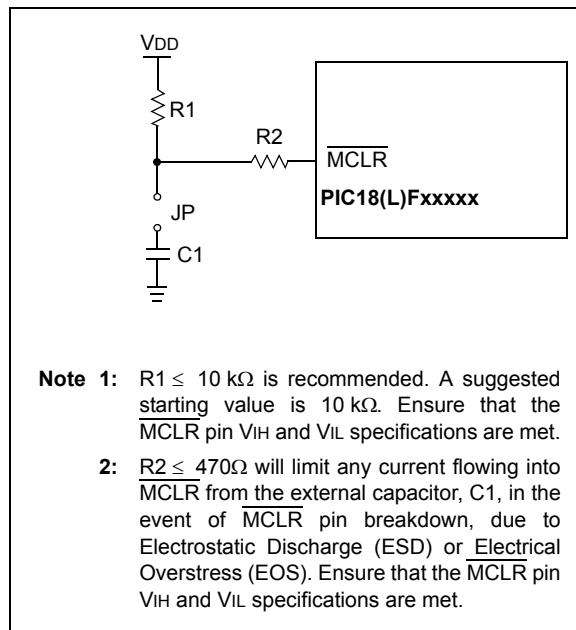 VDD
R1
R2
MCLR
PIC18(L)Fxxxxx
JP
C1
Note 1: R1 ≤ 10 kΩ is recommended. A suggested
starting value is 10 kΩ. Ensure that the
MCLR pin VIH and VIL specifications are met.
2: R2 ≤ 470Ω will limit any current flowing into
MCLR from the external capacitor, C1, in the
event of MCLR pin breakdown, due to
Electrostatic Discharge (ESD) or Electrical
Overstress (EOS). Ensure that the MCLR pin
VIH and VIL specifications are met.